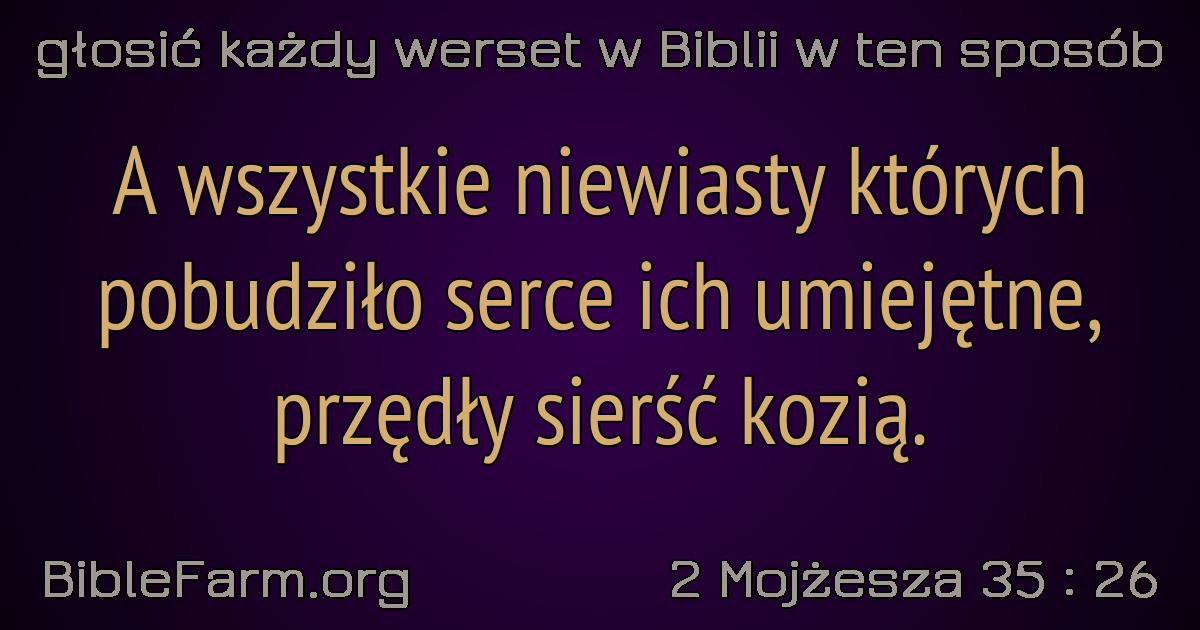 głosić każdy werset w Biblii w ten sposób
A wszystkie niewiasty których
pobudziło serce ich umiejętne,
przędły sierść kozią.
BibleFarm.org
2 Mojżesza 35 : 26